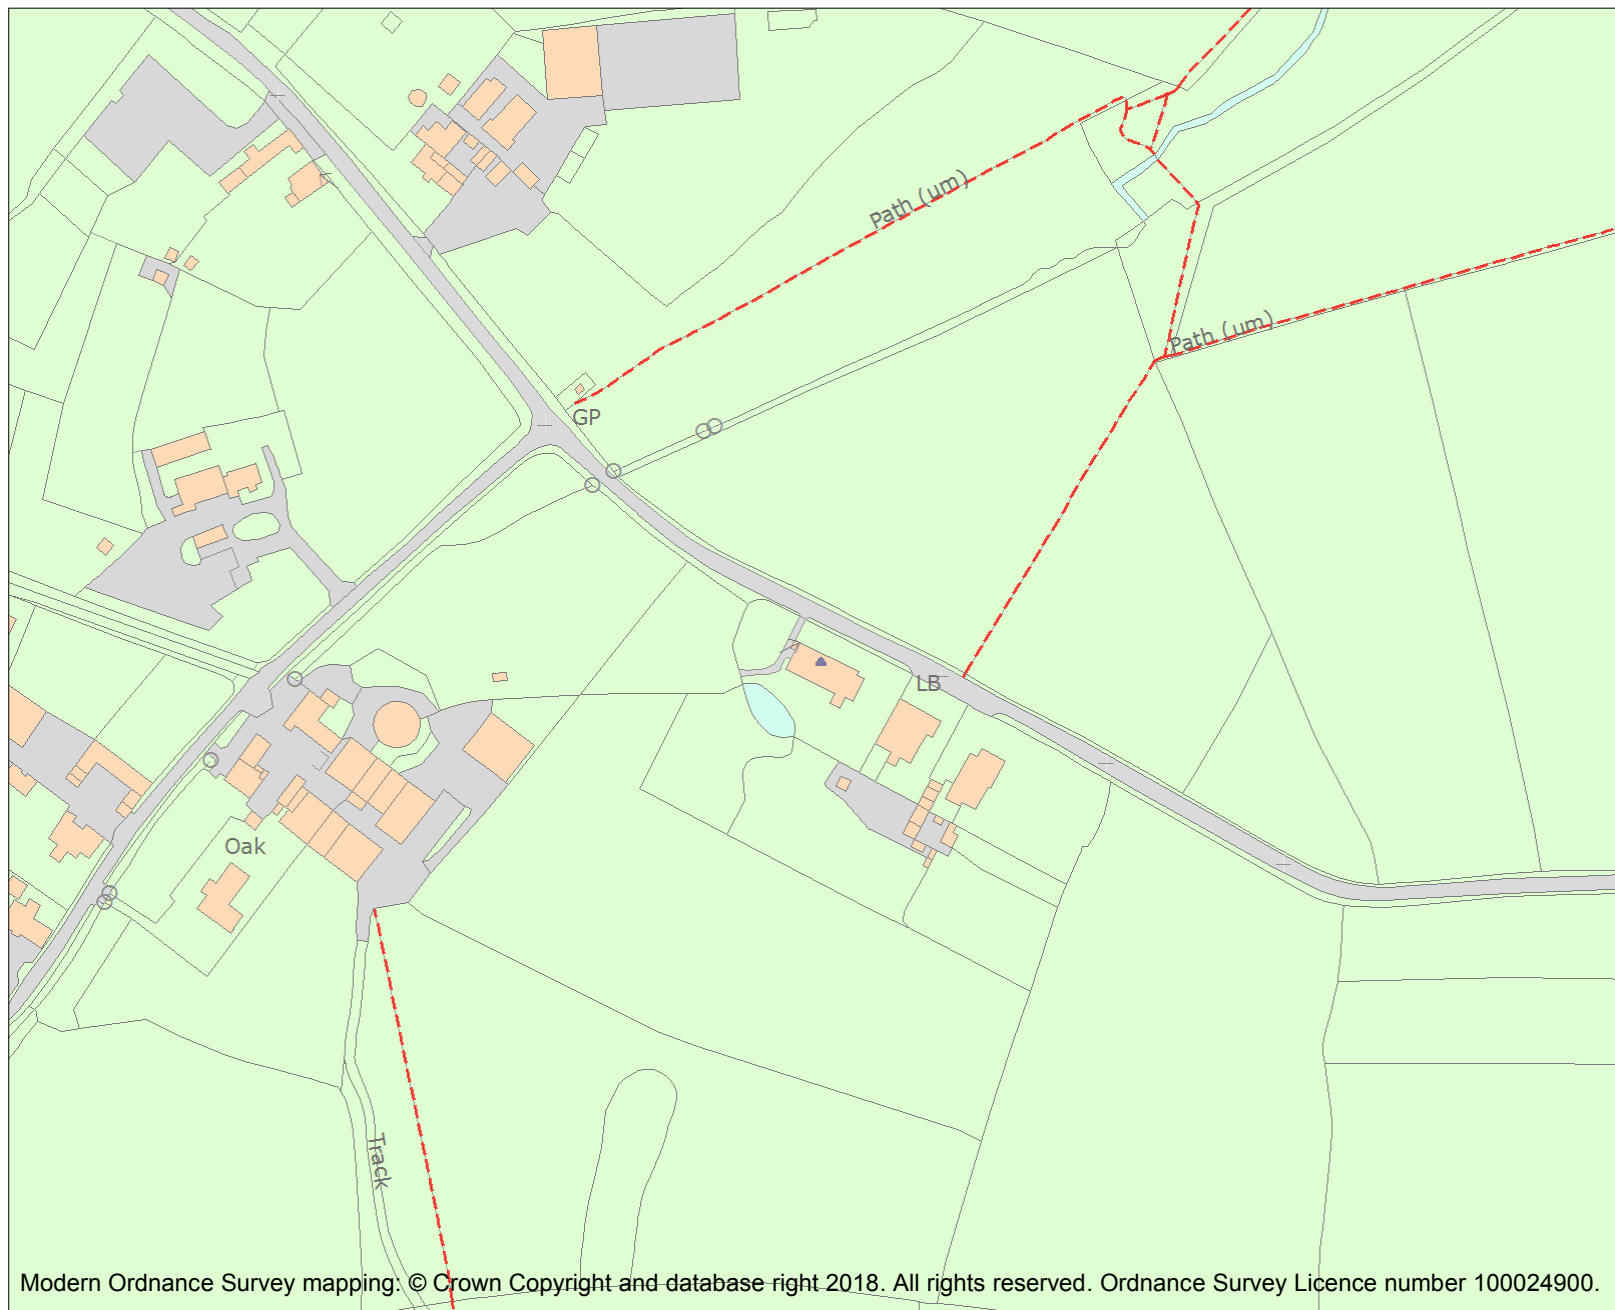 Path (um)
Path (um)
GP
LB
Oak
Track
Modern Ordnance Survey mapping: © Crown Copyright and database right 2018. All rights reserved. Ordnance Survey Licence number 100024900.